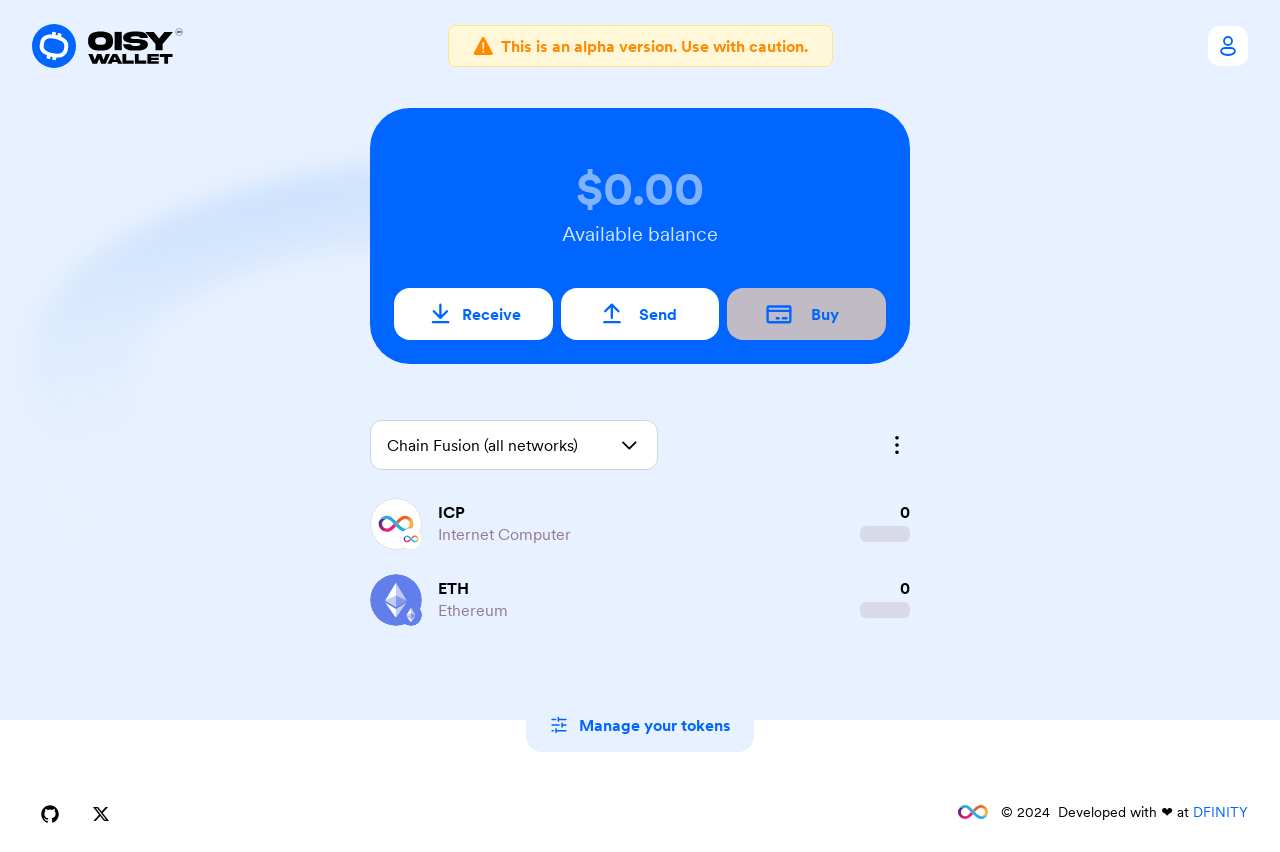 OISY
WALLET
This is an alpha version. Use with caution.
$0.00
Available balance
Receive
Send
Buy
Chain Fusion (all networks)
ICP
0
Internet Computer
ETH
0
Ethereum
Manage your tokens
© 2024 Developed with ❤ at DFINITY